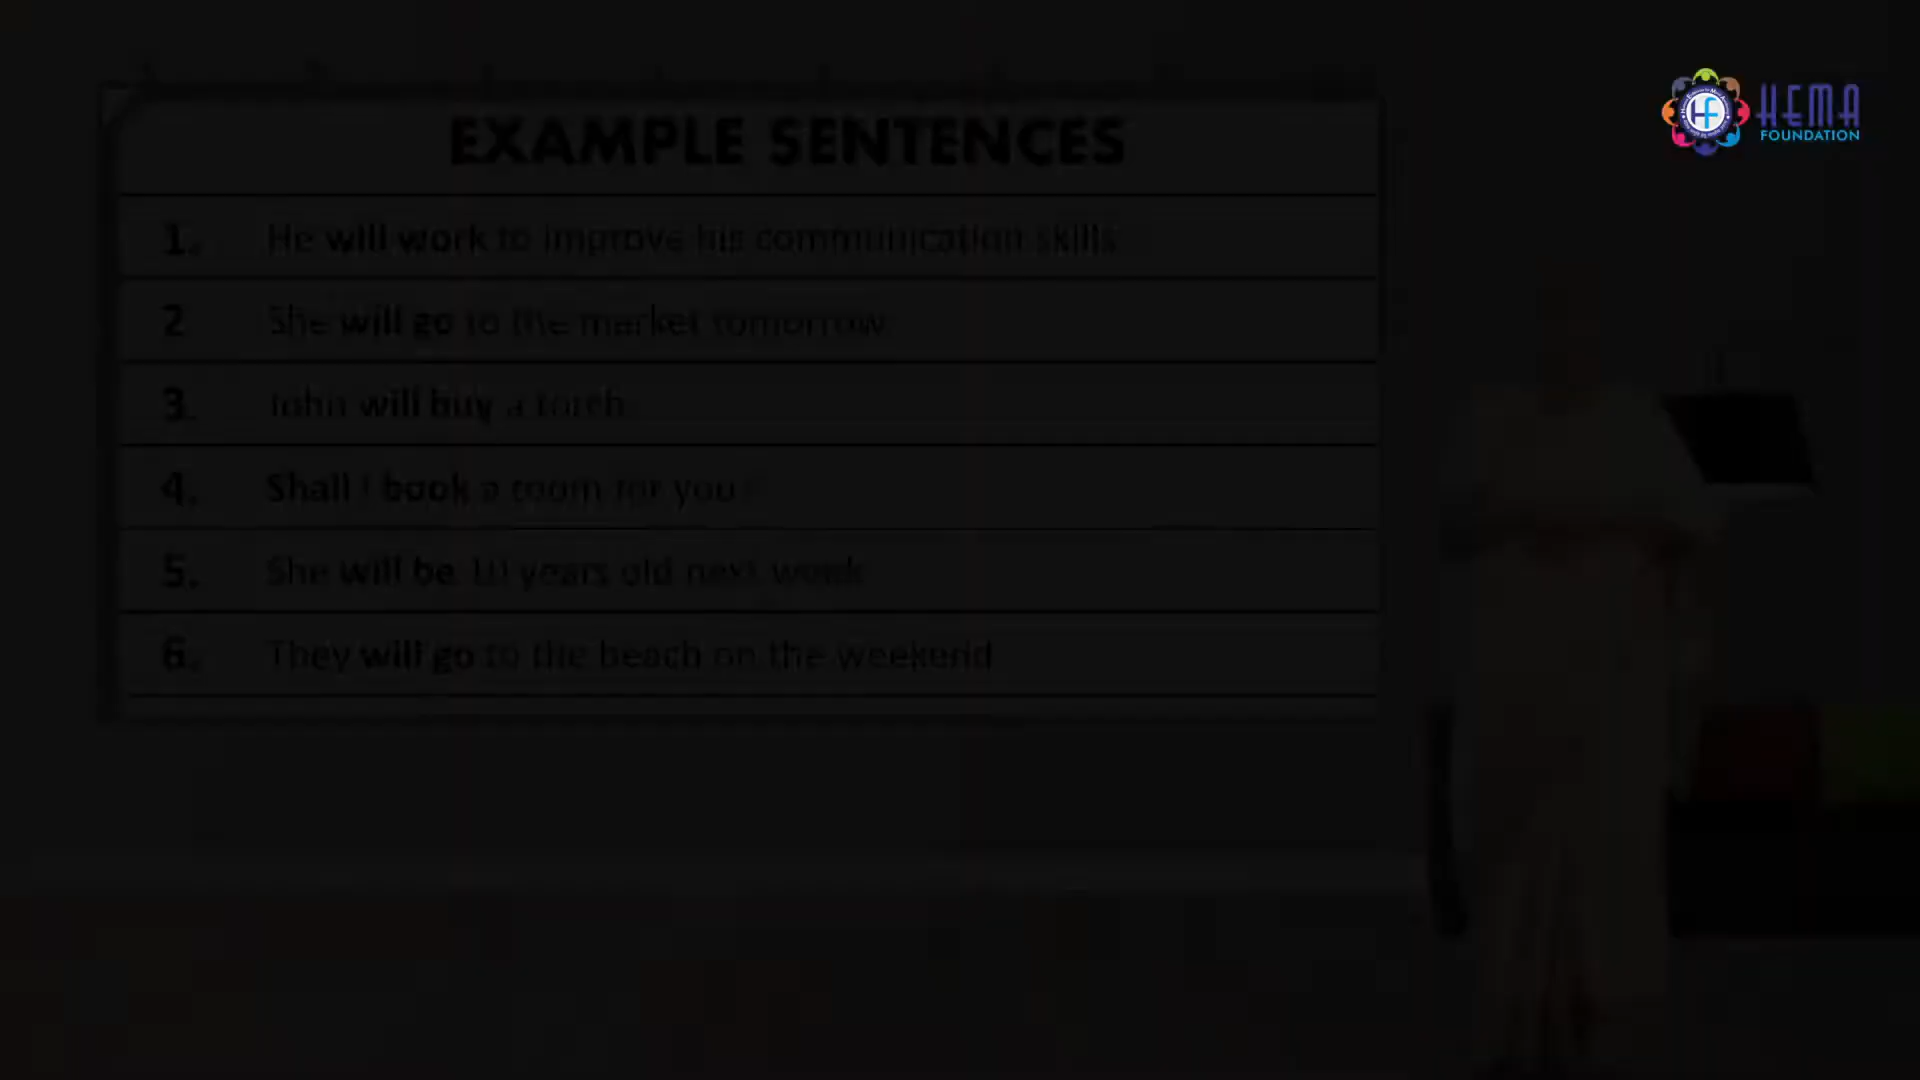 HEMA
FOUNDATION
EXAMPLE SENTENCES
1. He will work to improve his communication skills
2 She will go to the market tomorrow
3. John will buy a torch
4. Shall I book a room for you
5. She will be 10 years old next week
6. They will go to the beach on the weekend